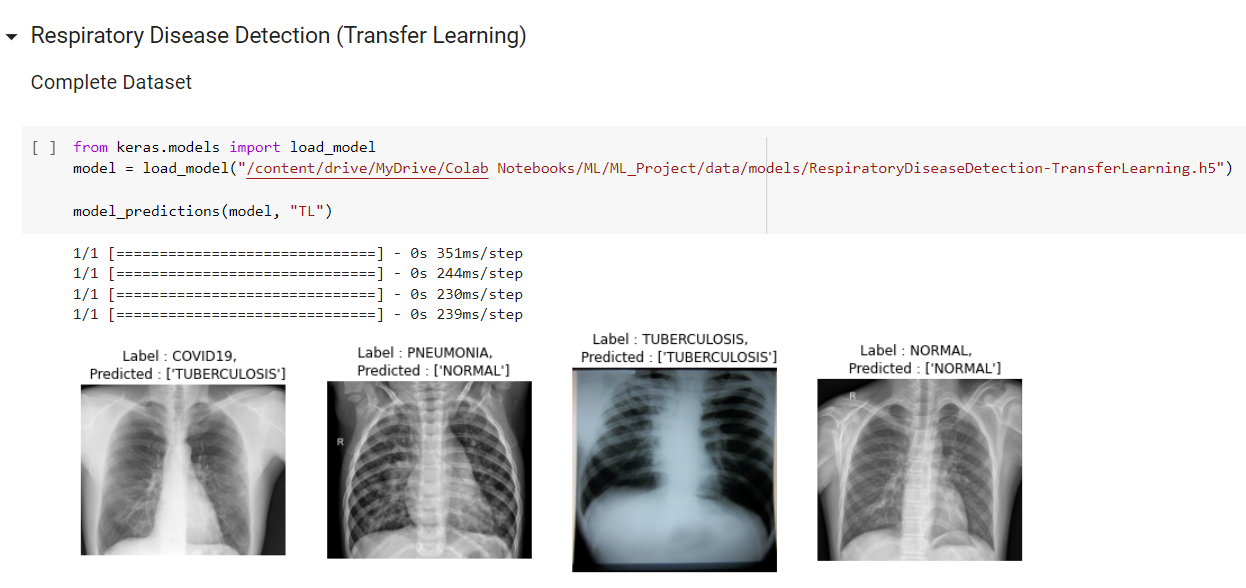 Respiratory Disease Detection (Transfer Learning)
Complete Dataset
[ ] from keras.models import load_model
model = load_model("/content/drive/MyDrive/Colab Notebooks/ML/ML_Project/data/models/RespiratoryDiseaseDetection-TransferLearning.h5")
model_predictions(model, "TL")
1/1 [==============================] - 0s 351ms/step
1/1 [==============================] - 0s 244ms/step
1/1 [==============================] - 0s 230ms/step
1/1 [==============================] - 0s 239ms/step
Label : COVID19,
Predicted : ['TUBERCULOSIS']
Label : PNEUMONIA,
Predicted : ['NORMAL']
R
Label : TUBERCULOSIS,
Predicted : ['TUBERCULOSIS']
Label : NORMAL,
Predicted : ['NORMAL']
R